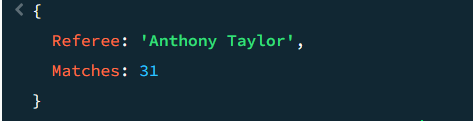 {
Referee: 'Anthony Taylor',
Matches: 31
}